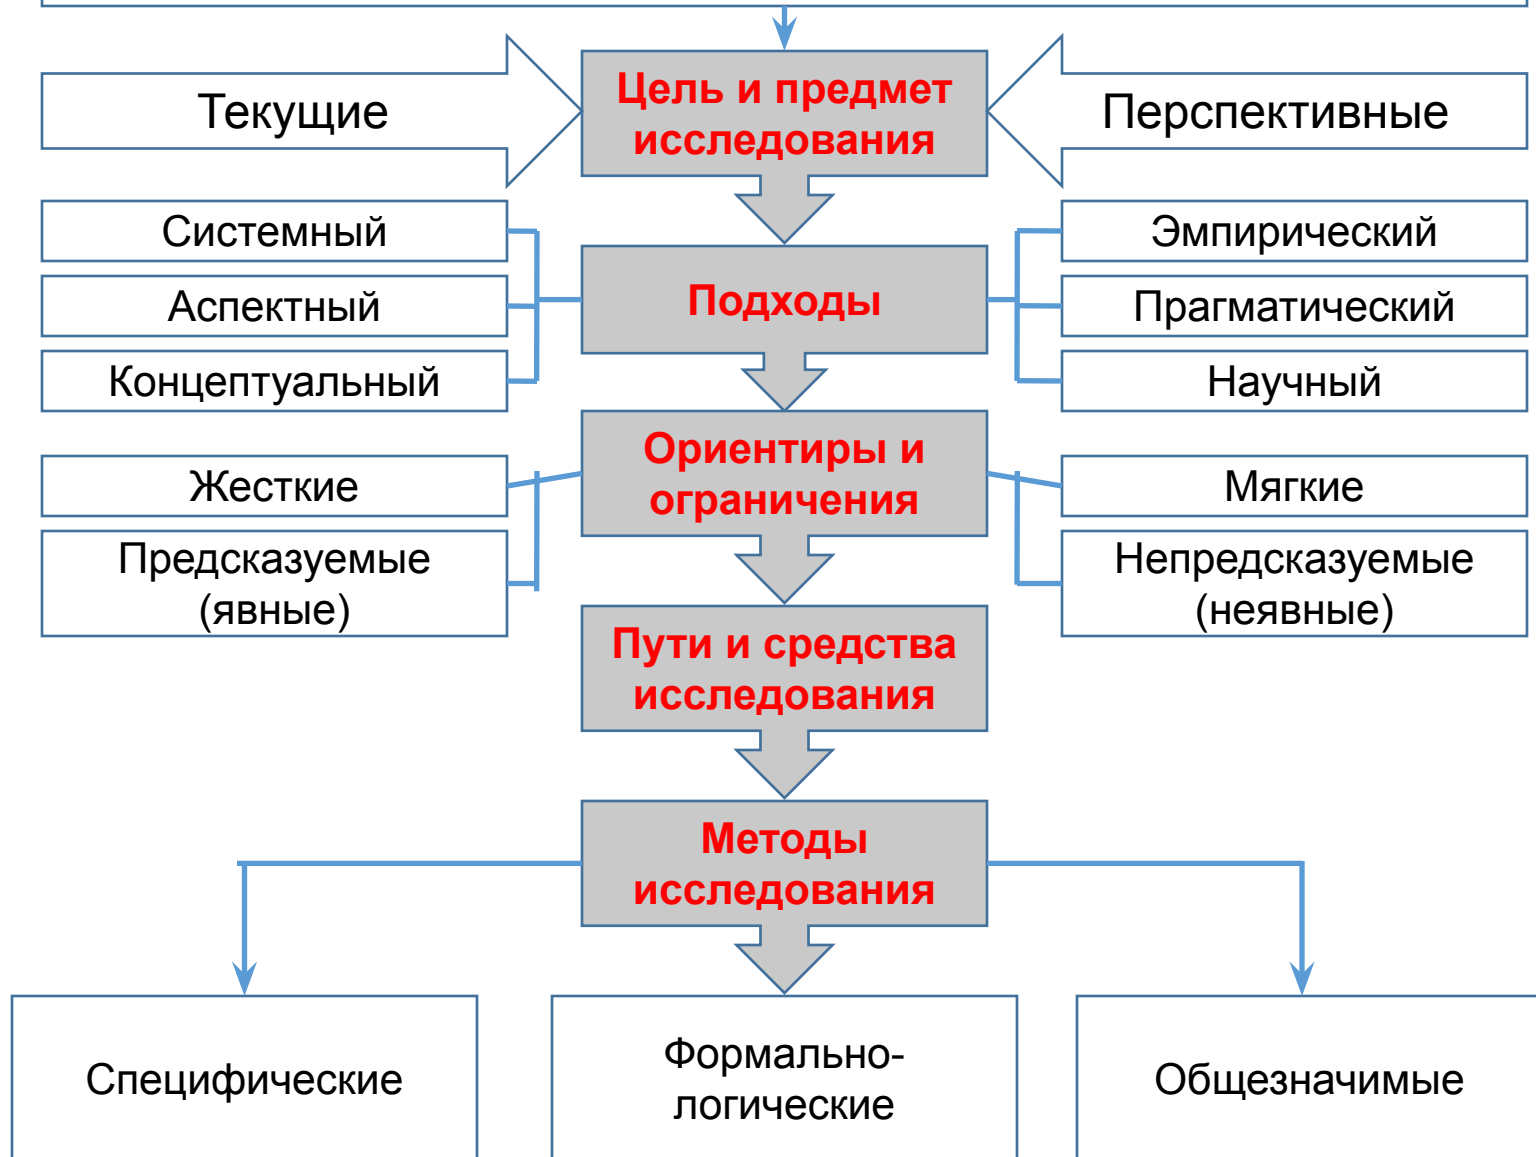 Текущие
Цель и предмет
исследования
Перспективные
Системный
Аспектный
Концептуальный
Подходы
Эмпирический
Прагматический
Научный
Жесткие
Предсказуемые
(явные)
Ориентиры и
ограничения
Мягкие
Непредсказуемые
(неявные)
Пути и средства
исследования
Методы
исследования
Специфические
Формально-
логические
Общезначимые